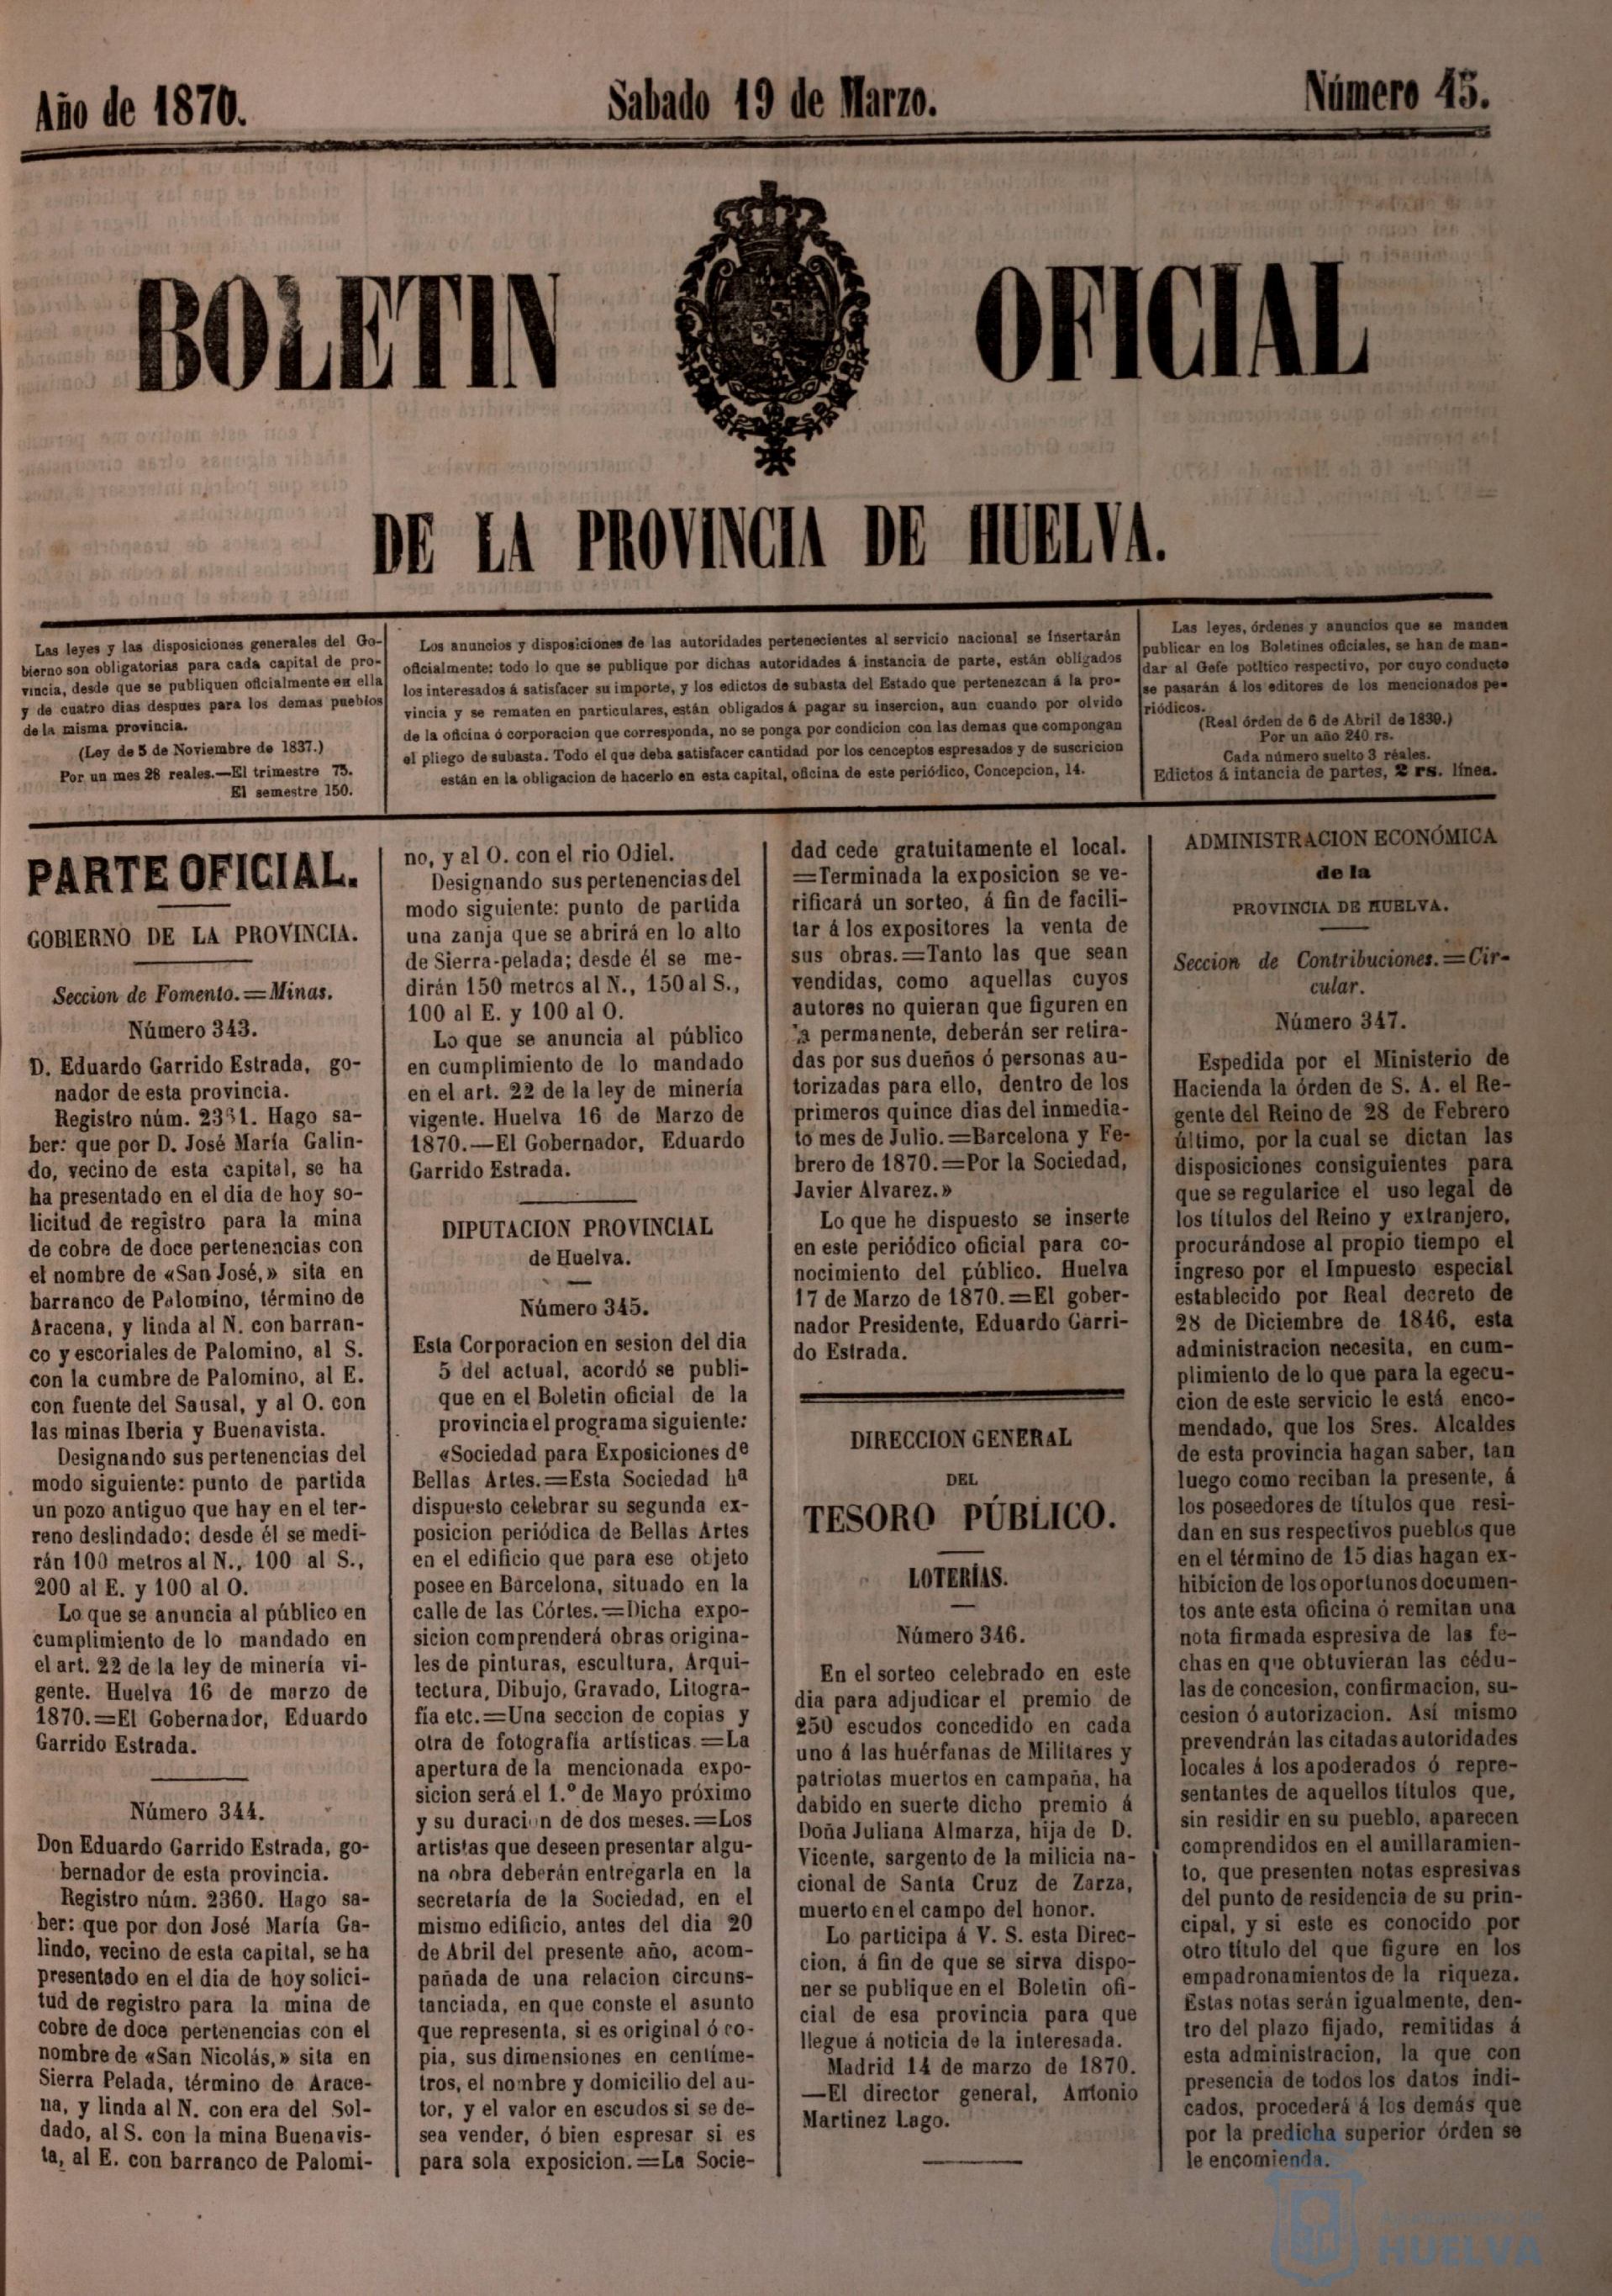 Año de 1870.
Sabado 19 de Marzo.
Número 45.
BOLETIN OFICIAL
DE LA PROVINCIA DE HUELVA.
Las leyes y las disposiciones generales del Go-
bierno son obligatorias para cada capital de pro-
vincia, desde que se publiquen oficialmente en ella
y de cuatro dias despues para los demas pueblos
de la misma provincia.
(Ley de 5 de Noviembre de 1837.)
Por un mes 28 reales.—El trimestre 75.
El semestre 150.
Los anuncios y disposiciones de las autoridades pertenecientes al servicio nacional se insertarán
oficialmente; todo lo que se publique por dichas autoridades á instancia de parte, están obligados
los interesados á satisfacer su importe, y los edictos de subasta del Estado que pertenezcan á la pro-
vincia y se rematen en particulares, están obligados á pagar su insercion, aun cuando por olvido
de la oficina ó corporacion que corresponda, no se ponga por condicion con las demas que compongan
el pliego de subasta. Todo el que deba satisfacer cantidad por los cenceptos espresados y de suscricion
están en la obligacion de hacerlo en esta capital, oficina de este periódico, Concepcion, 14.
Las leyes, órdenes y anuncios que se manden
publicar en los Boletines oficiales, se han de man-
dar al Gefe potltico respectivo, por cuyo conducto
se pasarán á los editores de los mencionados pe-
riódicos.
(Real órden de 6 de Abril de 1839.)
Por un año 240 rs.
Cada número suelto 3 réales.
Edictos á intancia de partes, 2 rs. línea.
PARTE OFICIAL.
GOBIERNO DE LA PROVINCIA.
Seccion de Fomento.=Minas.
Número 343.
D. Eduardo Garrido Estrada, go-
nador de esta provincia.
Registro núm. 2351. Hago sa-
ber: que por D. José María Galin-
do, vecino de esta capital, se ha
ha presentado en el dia de hoy so-
licitud de registro para la mina
de cobre de doce pertenencias con
el nombre de «San José,» sita en
barranco de Palomino, término de
Aracena, y linda al N. con barran-
co y escoriales de Palomino, al S.
con la cumbre de Palomino, al E.
con fuente del Sausal, y al O. con
las minas Iberia y Buenavista.
Designando sus pertenencias del
modo siguiente: punto de partida
un pozo antiguo que hay en el ter-
reno deslindado; desde él se medi-
rán 100 metros al N., 100 al S.,
200 al E. y 100 al O.
Lo que se anuncia al público en
cumplimiento de lo mandado en
el art. 22 de la ley de minería vi-
gente. Huelva 16 de marzo de
1870.=El Gobernador, Eduardo
Garrido Estrada.
Número 344.
Don Eduardo Garrido Estrada, go-
bernador de esta provincia.
Registro núm. 2360. Hago sa-
ber: que por don José María Ga-
lindo, vecino de esta capital, se ha
presentado en el dia de hoy solici-
tud de registro para la mina de
cobre de doce pertenencias con el
nombre de «San Nicolás,» sita en
Sierra Pelada, término de Arace-
na, y linda al N. con era del Sol-
dado, al S. con la mina Buenavis-
ta, al E. con barranco de Palomi-
no, y al O. con el rio Odiel.
Designando sus pertenencias del
modo siguiente: punto de partida
una zanja que se abrirá en lo alto
de Sierra-pelada; desde él se me-
dirán 150 metros al N., 150 al S.,
100 al E. y 100 al O.
Lo que se anuncia al público
en cumplimiento de lo mandado
en el art. 22 de la ley de minería
vigente. Huelva 16 de Marzo de
1870.—El Gobernador, Eduardo
Garrido Estrada.
DIPUTACION PROVINCIAL
de Huelva.
Número 345.
Esta Corporacion en sesion del dia
5 del actual, acordó se publi-
que en el Boletin oficial de la
provincia el programa siguiente:
«Sociedad para Exposiciones de
Bellas Artes.=Esta Sociedad ha
dispuesto celebrar su segunda ex-
posicion periódica de Bellas Artes
en el edificio que para ese objeto
posee en Barcelona, situado en la
calle de las Córtes.=Dicha expo-
sicion comprenderá obras origina-
les de pinturas, escultura, Arqui-
tectura, Dibujo, Gravado, Litogra-
fía etc.=Una seccion de copias y
otra de fotografía artísticas.=La
apertura de la mencionada expo-
sicion será el 1.º de Mayo próximo
y su duracion de dos meses.=Los
artistas que deseen presentar algu-
na obra deberán entregarla en la
secretaría de la Sociedad, en el
mismo edificio, antes del dia 20
de Abril del presente año, acom-
pañada de una relacion circuns-
tanciada, en que conste el asunto
que representa, si es original ó co-
pia, sus dimensiones en centíme-
tros, el nombre y domicilio del au-
tor, y el valor en escudos si se de-
sea vender, ó bien espresar si es
para sola exposicion.=La Socie-
dad cede gratuitamente el local.
=Terminada la exposicion se ve-
rificará un sorteo, á fin de facili-
tar á los expositores la venta de
sus obras.=Tanto las que sean
vendidas, como aquellas cuyos
autores no quieran que figuren en
'a permanente, deberán ser retira-
das por sus dueños ó personas au-
torizadas para ello, dentro de los
primeros quince dias del inmedia-
to mes de Julio.=Barcelona y Fe-
brero de 1870.=Por la Sociedad,
Javier Alvarez.»
Lo que he dispuesto se inserte
en este periódico oficial para co-
nocimiento del público. Huelva
17 de Marzo de 1870.=El gober-
nador Presidente, Eduardo Garri-
do Estrada.
DIRECCION GENERAL
DEL
TESORO PÚBLICO.
LOTERÍAS.
Número 346.
En el sorteo celebrado en este
dia para adjudicar el premio de
250 escudos concedido en cada
uno á las huérfanas de Militares y
patriotas muertos en campaña, ha
dabido en suerte dicho premio á
Doña Juliana Almarza, hija de D.
Vicente, sargento de la milicia na-
cional de Santa Cruz de Zarza,
muerto en el campo del honor.
Lo participa á V. S. esta Direc-
cion, á fin de que se sirva dispo-
ner se publique en el Boletin ofi-
cial de esa provincia para que
llegue á noticia de la interesada.
Madrid 14 de marzo de 1870.
—El director general, Antonio
Martinez Lago.
ADMINISTRACION ECONÓMICA
de la
PROVINCIA DE HUELVA.
Seccion de Contribuciones.=Cir-
cular.
Número 347.
Espedida por el Ministerio de
Hacienda la órden de S. A. el Re-
gente del Reino de 28 de Febrero
último, por la cual se dictan las
disposiciones consiguientes para
que se regularice el uso legal de
los títulos del Reino y extranjero,
procurándose al propio tiempo el
ingreso por el Impuesto especial
establecido por Real decreto de
28 de Diciembre de 1846, esta
administracion necesita, en cum-
plimiento de lo que para la egecu-
cion de este servicio le está enco-
mendado, que los Sres. Alcaldes
de esta provincia hagan saber, tan
luego como reciban la presente, á
los poseedores de títulos que resi-
dan en sus respectivos pueblos que
en el término de 15 dias hagan ex-
hibicion de los oportunos documen-
tos ante esta oficina ó remitan una
nota firmada espresiva de las fe-
chas en que obtuvieran las cédu-
las de concesion, confirmacion, su-
cesion ó autorizacion. Así mismo
prevendrán las citadas autoridades
locales á los apoderados ó repre-
sentantes de aquellos títulos que,
sin residir en su pueblo, aparecen
comprendidos en el amillaramien-
to, que presenten notas espresivas
del punto de residencia de su prin-
cipal, y si este es conocido por
otro título del que figure en los
empadronamientos de la riqueza.
Estas notas serán igualmente, den-
tro del plazo fijado, remitidas á
esta administracion, la que con
presencia de todos los datos indi-
cados, procederá á los demás que
por la predicha superior órden se
le encomienda.
HUELVA